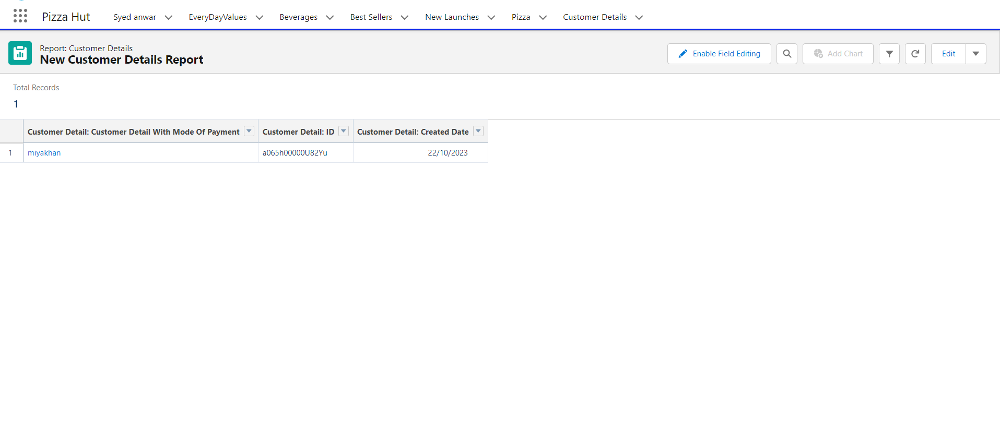 Pizza Hut Syed anwar EveryDayValues Beverages Best Sellers New Launches Pizza Customer Details
Report: Customer Details
New Customer Details Report
Enable Field Editing Add Chart Edit
Total Records
1
Customer Detail: Customer Detail With Mode Of Payment Customer Detail: ID Customer Detail: Created Date
1 miyakhan a065h00000U82Yu 22/10/2023